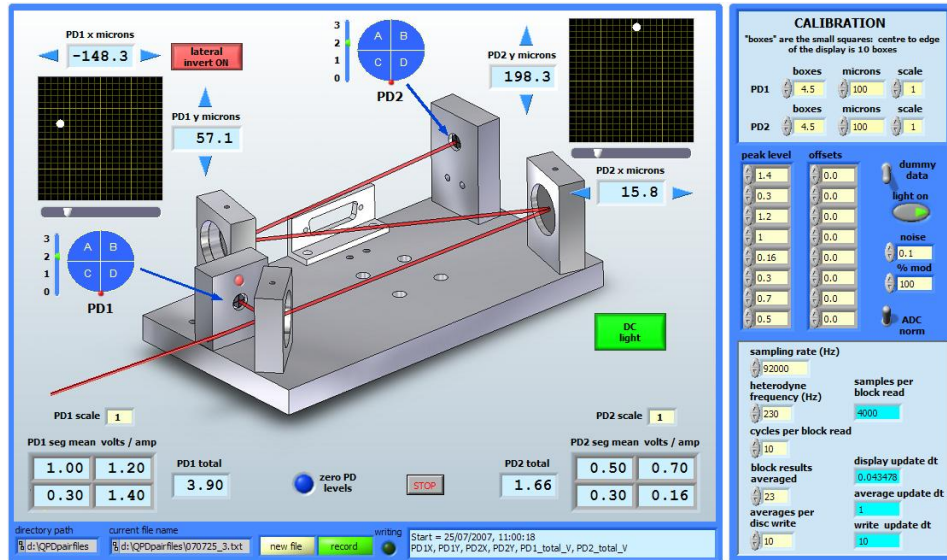 PD1 x microns
-148.3
lateral
invert ON
3
2
1
0
A B
C D
PD2
PD2 y microns
198.3
PD1 y microns
57.1
PD2 x microns
15.8
3
2
1
0
A B
C D
PD1
DC
light
PD1 scale 1
PD2 scale 1
PD1 seg mean volts / amp
1.00 1.20
0.30 1.40
PD1 total
3.90
zero PD
levels
STOP
PD2 total
1.66
PD2 seg mean volts / amp
0.50 0.70
0.30 0.16
directory path
d:\QPDpairfiles
current file name
d:\QPDpairfiles\070725_3.txt
new file
record
writing
Start = 25/07/2007, 11:00:18
PD1X, PD1Y, PD2X, PD2Y, PD1_total_V, PD2_total_V
CALIBRATION
"boxes" are the small squares: centre to edge
of the display is 10 boxes
boxes microns scale
PD1 4.5 100 1
boxes microns scale
PD2 4.5 100 1
peak level
1.4
0.3
1.2
1
0.16
0.3
0.7
0.5
offsets
0.0
0.0
0.0
0.0
0.0
0.0
0.0
0.0
dummy
data
light on
noise
0.1
% mod
100
ADC
norm
sampling rate (Hz)
92000
heterodyne
frequency (Hz)
230
samples per
block read
4000
cycles per block read
10
block results
averaged
23
display update dt
0.043478
average update dt
1
averages per
disc write
10
write update dt
10